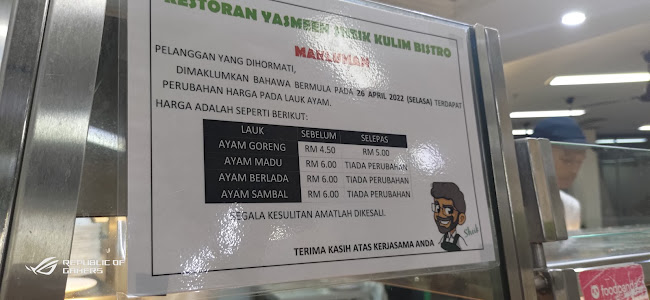 RESTORAN YASMEEN SHEIK KULIM BISTRO
MAKLUMAN
PELANGGAN YANG DIHORMATI,
DIMAKLUMKAN BAHAWA BERMULA PADA 26 APRIL 2022 (SELASA) TERDAPAT
PERUBAHAN HARGA PADA LAUK AYAM.
HARGA ADALAH SEPERTI BERIKUT:
LAUK SEBELUM SELEPAS
AYAM GORENG RM 4.50 RM 5.00
AYAM MADU RM 6.00 TIADA PERUBAHAN
AYAM BERLADA RM 6.00 TIADA PERUBAHAN
AYAM SAMBAL RM 6.00 TIADA PERUBAHAN
SEGALA KESULITAN AMATLAH DIKESALI.
TERIMA KASIH ATAS KERJASAMA ANDA
REPUBLIC OF
GAMERS
foodpanda